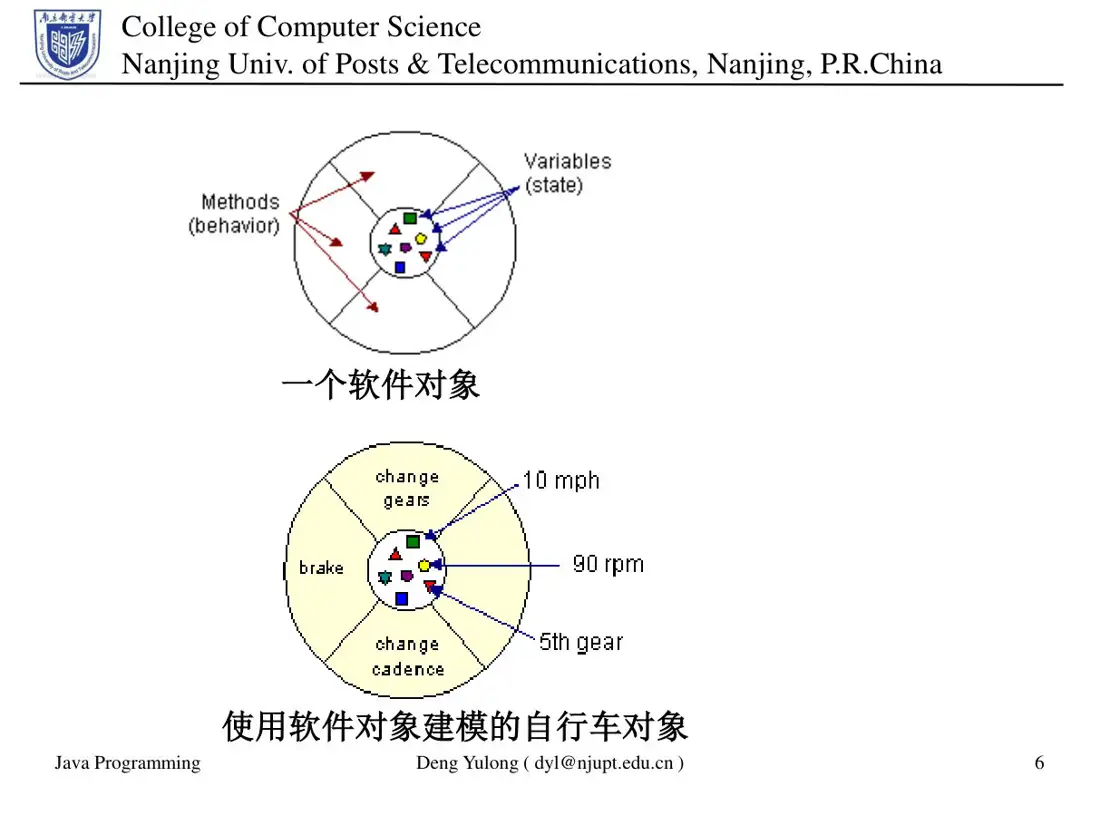 College of Computer Science
Nanjing Univ. of Posts & Telecommunications, Nanjing, P.R.China
Methods
(behavior)
Variables
(state)
一个软件对象
change
gears
brake
change
cadence
10 mph
90 rpm
5th gear
使用软件对象建模的自行车对象
Java Programming
Deng Yulong ( dyl@njupt.edu.cn )
6